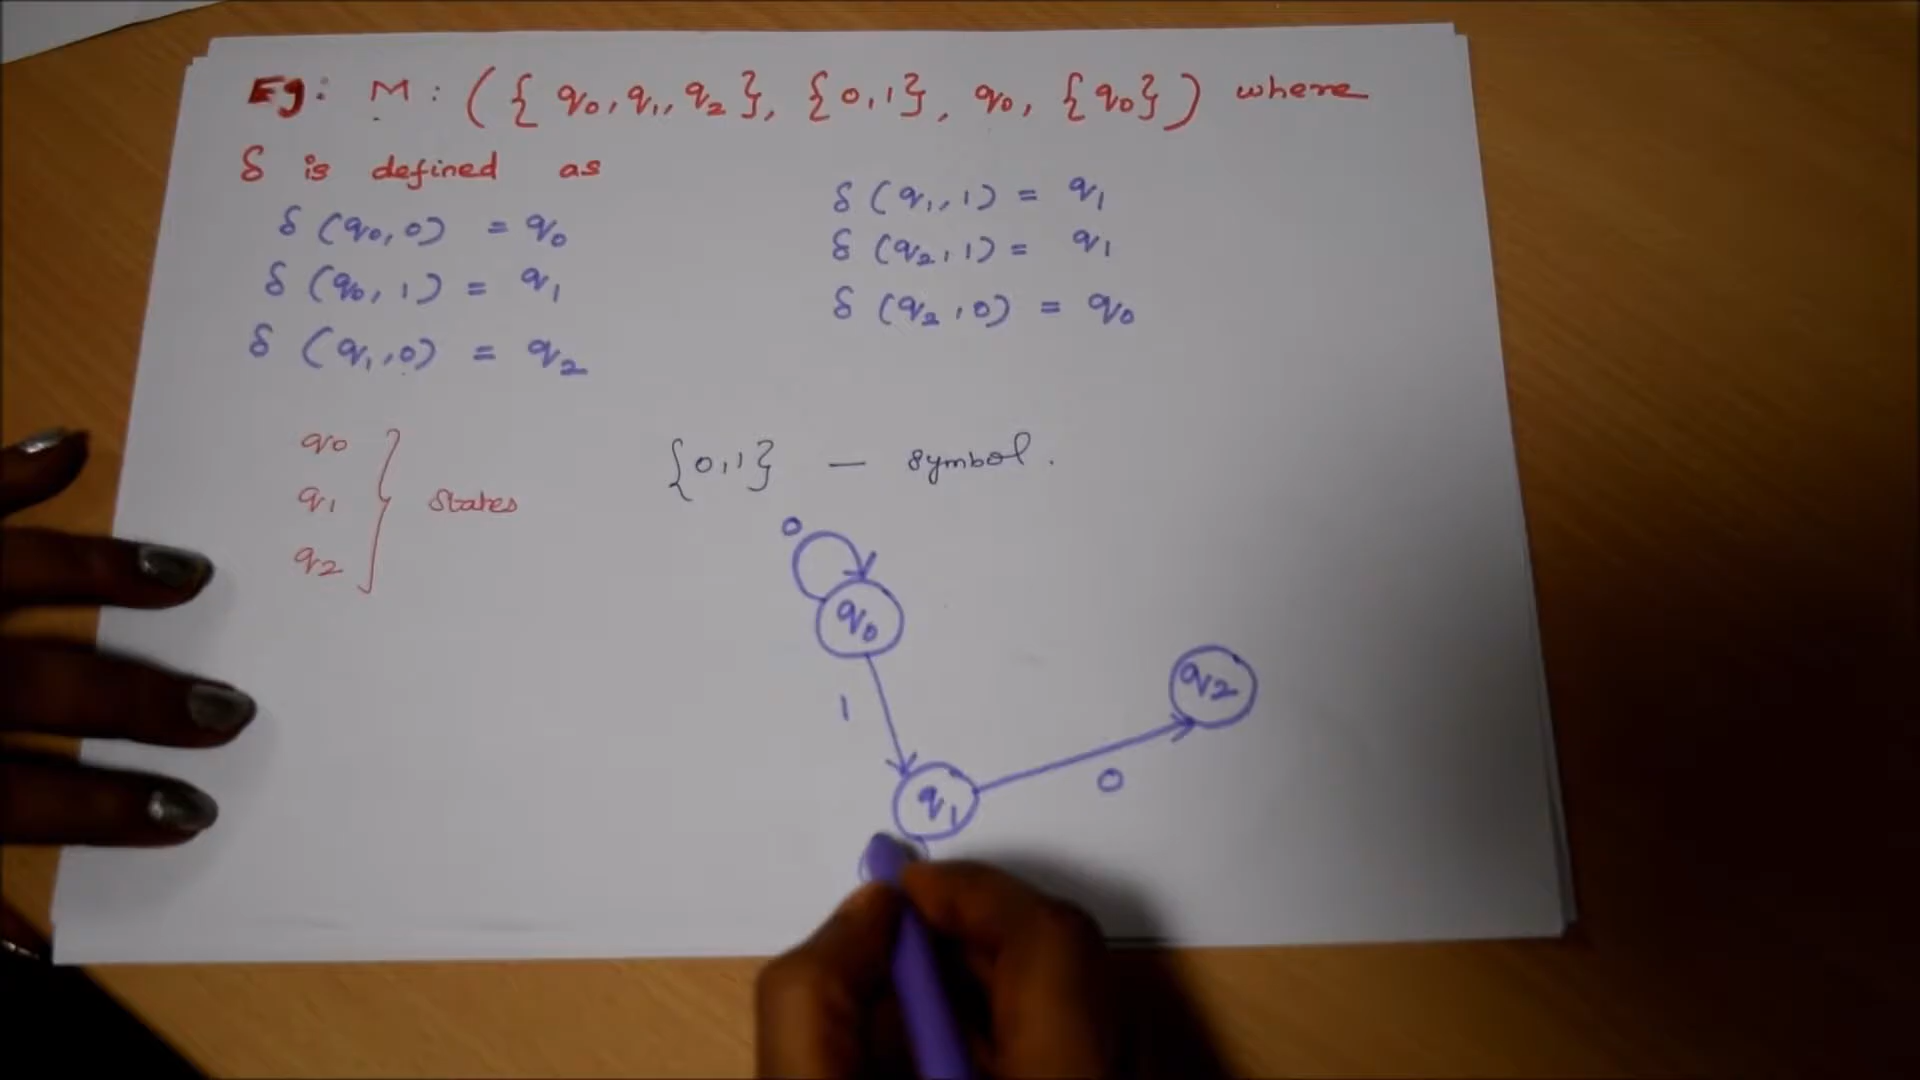 Eg: M: ({q0, q1, q2}, {0,1}, q0, {q0}) where
δ is defined as
δ (q0, 0) = q0
δ (q0, 1) = q1
δ (q1, 0) = q2
δ (q1, 1) = q1
δ (q2, 1) = q1
δ (q2, 0) = q0
q0
q1
q2
states
{0,1} — symbol.
0
q0
1
q2
0
q1